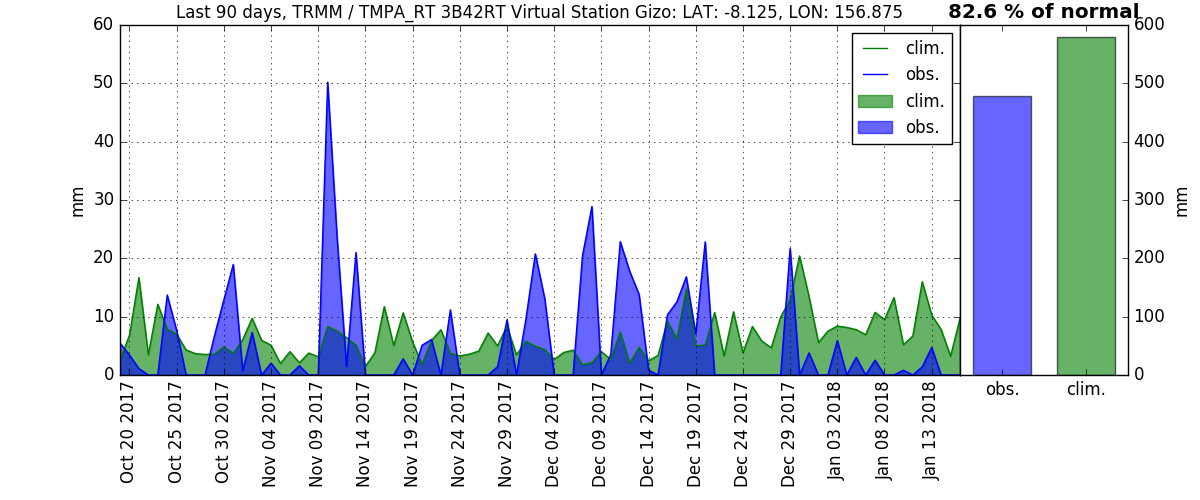 Last 90 days, TRMM / TMPA_RT 3B42RT Virtual Station Gizo: LAT: -8.125, LON: 156.875
82.6 % of normal
60
50
40
30
20
10
0
mm
clim.
obs.
clim.
obs.
Oct 20 2017
Oct 25 2017
Oct 30 2017
Nov 04 2017
Nov 09 2017
Nov 14 2017
Nov 19 2017
Nov 24 2017
Nov 29 2017
Dec 04 2017
Dec 09 2017
Dec 14 2017
Dec 19 2017
Dec 24 2017
Dec 29 2017
Jan 03 2018
Jan 08 2018
Jan 13 2018
600
500
400
300
200
100
0
mm
obs.
clim.